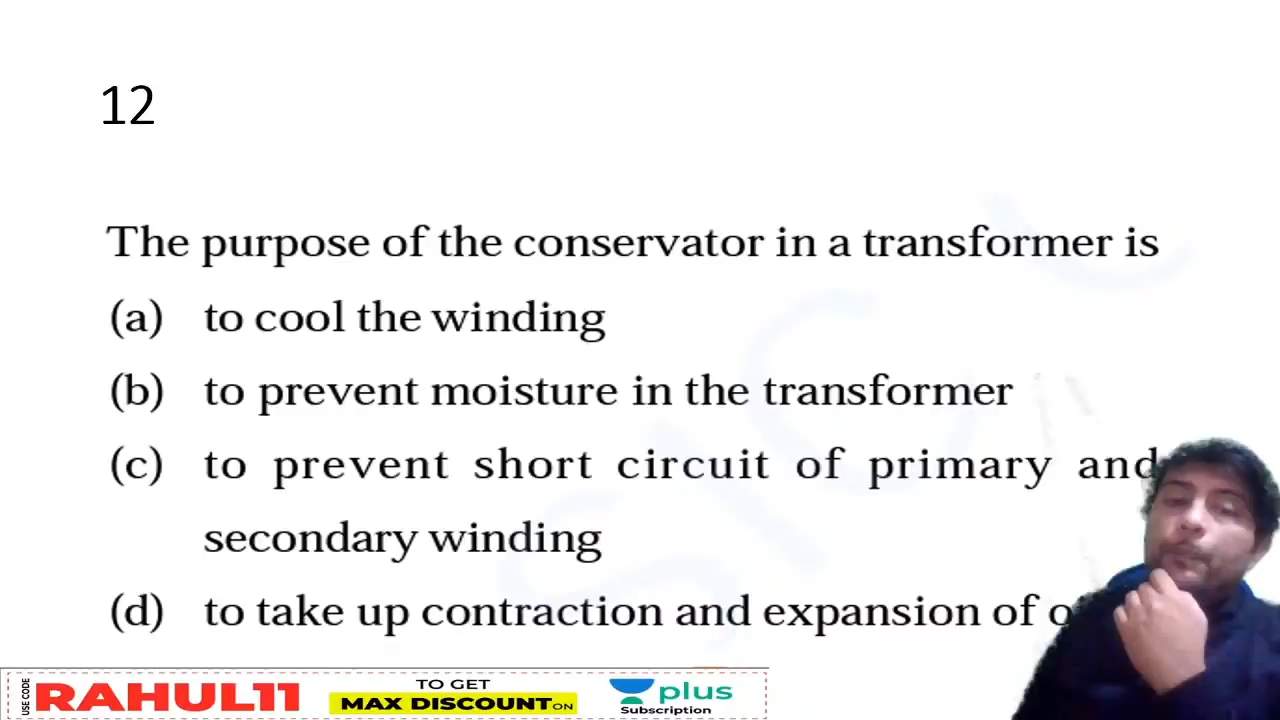 12
The purpose of the conservator in a transformer is
(a) to cool the winding
(b) to prevent moisture in the transformer
(c) to prevent short circuit of primary and
secondary winding
(d) to take up contraction and expansion of
USE CODE
RAHUL11
TO GET
MAX DISCOUNT ON
plus
Subscription